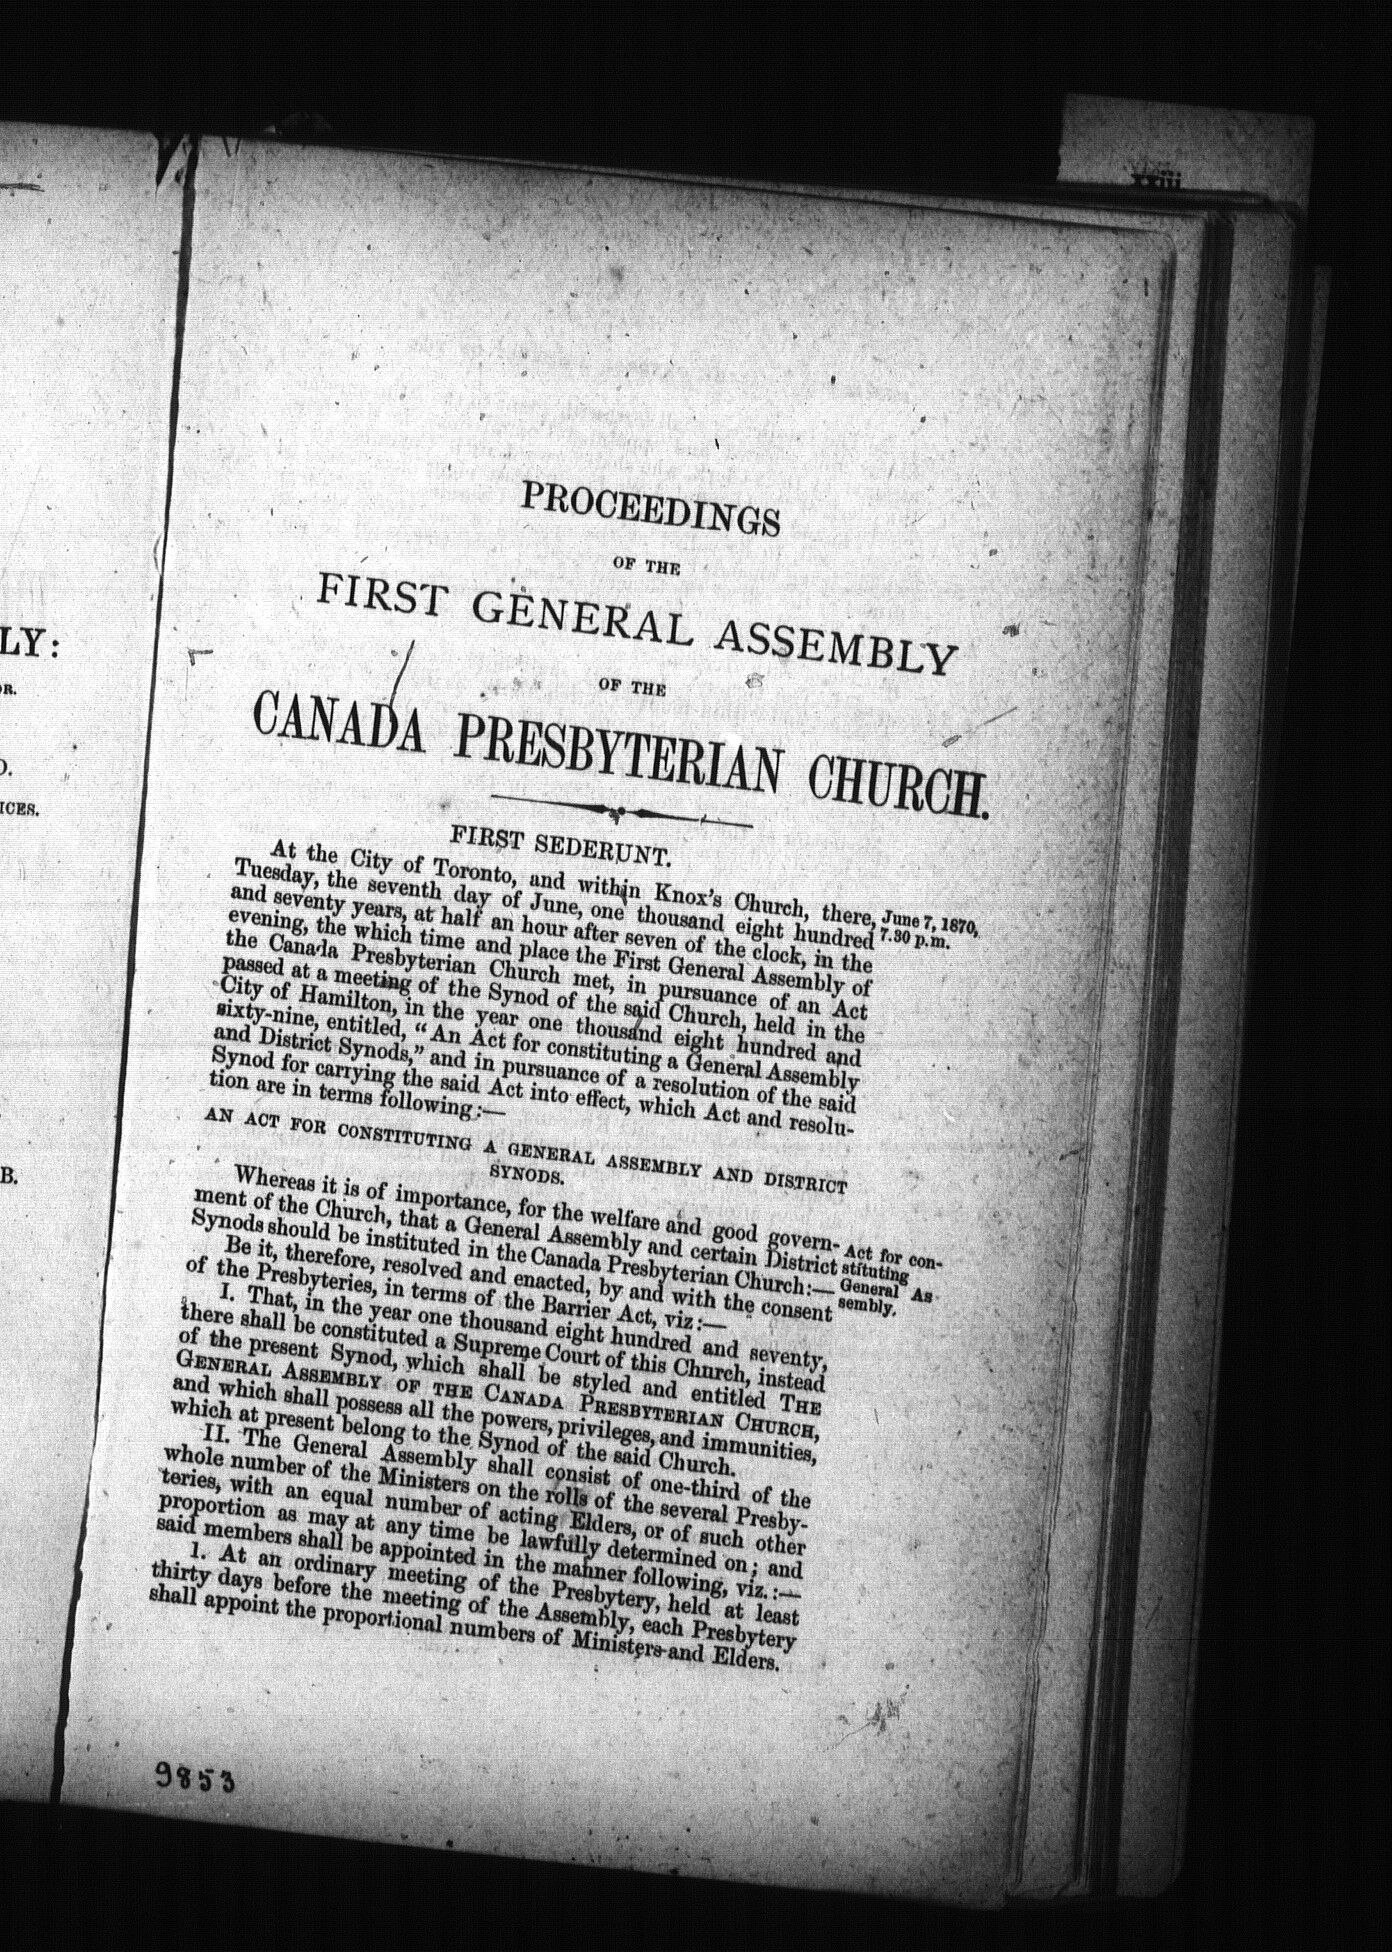 xxiii
LY:
OR.
D.
ICES.
B.
PROCEEDINGS
OF THE
FIRST GENERAL ASSEMBLY
OF THE
CANADA PRESBYTERIAN CHURCH.
FIRST SEDERUNT.
At the City of Toronto, and within Knox's Church, there,
Tuesday, the seventh day of June, one thousand eight hundred
and seventy years, at half an hour after seven of the clock, in the
evening, the which time and place the First General Assembly of
the Canada Presbyterian Church met, in pursuance of an Act
passed at a meeting of the Synod of the said Church, held in the
City of Hamilton, in the year one thousand eight hundred and
sixty-nine, entitled, "An Act for constituting a General Assembly
and District Synods," and in pursuance of a resolution of the said
Synod for carrying the said Act into effect, which Act and resolu-
tion are in terms following:—
June 7, 1870,
7.30 p.m.
AN ACT FOR CONSTITUTING A GENERAL ASSEMBLY AND DISTRICT
SYNODS.
Whereas it is of importance, for the welfare and good govern-
ment of the Church, that a General Assembly and certain District
Synods should be instituted in the Canada Presbyterian Church:—
Be it, therefore, resolved and enacted, by and with the consent
of the Presbyteries, in terms of the Barrier Act, viz:—
Act for con-
stituting
General As
sembly.
I. That, in the year one thousand eight hundred and seventy,
there shall be constituted a Supreme Court of this Church, instead
of the present Synod, which shall be styled and entitled THE
GENERAL ASSEMBLY OF THE CANADA PRESBYTERIAN CHURCH,
and which shall possess all the powers, privileges, and immunities,
which at present belong to the Synod of the said Church.
II. The General Assembly shall consist of one-third of the
whole number of the Ministers on the rolls of the several Presby-
teries, with an equal number of acting Elders, or of such other
proportion as may at any time be lawfully determined on; and
said members shall be appointed in the manner following, viz.:—
1. At an ordinary meeting of the Presbytery, held at least
thirty days before the meeting of the Assembly, each Presbytery
shall appoint the proportional numbers of Ministers and Elders.
9853